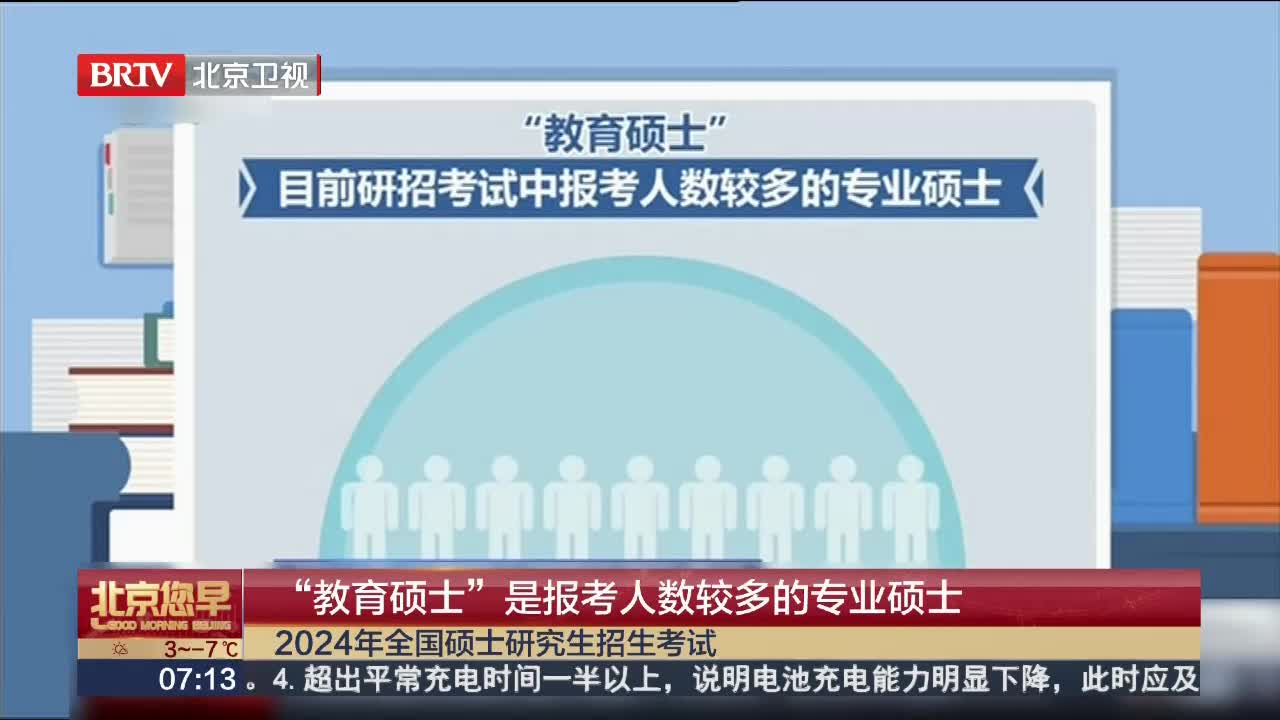 BRTV 北京卫视
“教育硕士”
目前研招考试中报考人数较多的专业硕士
北京您早
GOOD MORNING BEIJING
“教育硕士”是报考人数较多的专业硕士
2024年全国硕士研究生招生考试
3~-7℃
07:13
。4. 超出平常充电时间一半以上，说明电池充电能力明显下降，此时应及